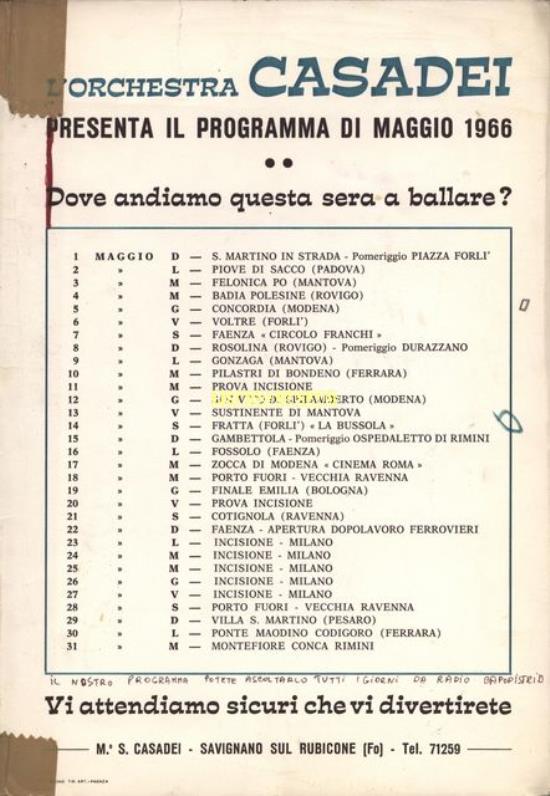 L'ORCHESTRA CASADEI
PRESENTA IL PROGRAMMA DI MAGGIO 1966
Dove andiamo questa sera a ballare?
1 MAGGIO D — S. MARTINO IN STRADA - Pomeriggio PIAZZA FORLI'
2 » L — PIOVE DI SACCO (PADOVA)
3 » M — FELONICA PO (MANTOVA)
4 » M — BADIA POLESINE (ROVIGO)
5 » G — CONCORDIA (MODENA)
6 » V — VOLTRE (FORLI')
7 » S — FAENZA « CIRCOLO FRANCHI »
8 » D — ROSOLINA (ROVIGO) - Pomeriggio DURAZZANO
9 » L — GONZAGA (MANTOVA)
10 » M — PILASTRI DI BONDENO (FERRARA)
11 » M — PROVA INCISIONE
12 » G — (MODENA)
13 » V — SUSTINENTE DI MANTOVA
14 » S — FRATTA (FORLI') « LA BUSSOLA »
15 » D — GAMBETTOLA - Pomeriggio OSPEDALETTO DI RIMINI
16 » L — FOSSOLO (FAENZA)
17 » M — ZOCCA DI MODENA « CINEMA ROMA »
18 » M — PORTO FUORI - VECCHIA RAVENNA
19 » G — FINALE EMILIA (BOLOGNA)
20 » V — PROVA INCISIONE
21 » S — COTIGNOLA (RAVENNA)
22 » D — FAENZA - APERTURA DOPOLAVORO FERROVIERI
23 » L — INCISIONE - MILANO
24 » M — INCISIONE - MILANO
25 » M — INCISIONE - MILANO
26 » G — INCISIONE - MILANO
27 » V — INCISIONE - MILANO
28 » S — PORTO FUORI - VECCHIA RAVENNA
29 » D — VILLA S. MARTINO (PESARO)
30 » L — PONTE MAODINO CODIGORO (FERRARA)
31 » M — MONTEFIORE CONCA RIMINI
IL NOSTRO PROGRAMMA POTETE ASCOLTARLO TUTTI I GIORNI DA RADIO
Vi attendiamo sicuri che vi divertirete
M.° S. CASADEI - SAVIGNANO SUL RUBICONE [Fo] - Tel. 71259